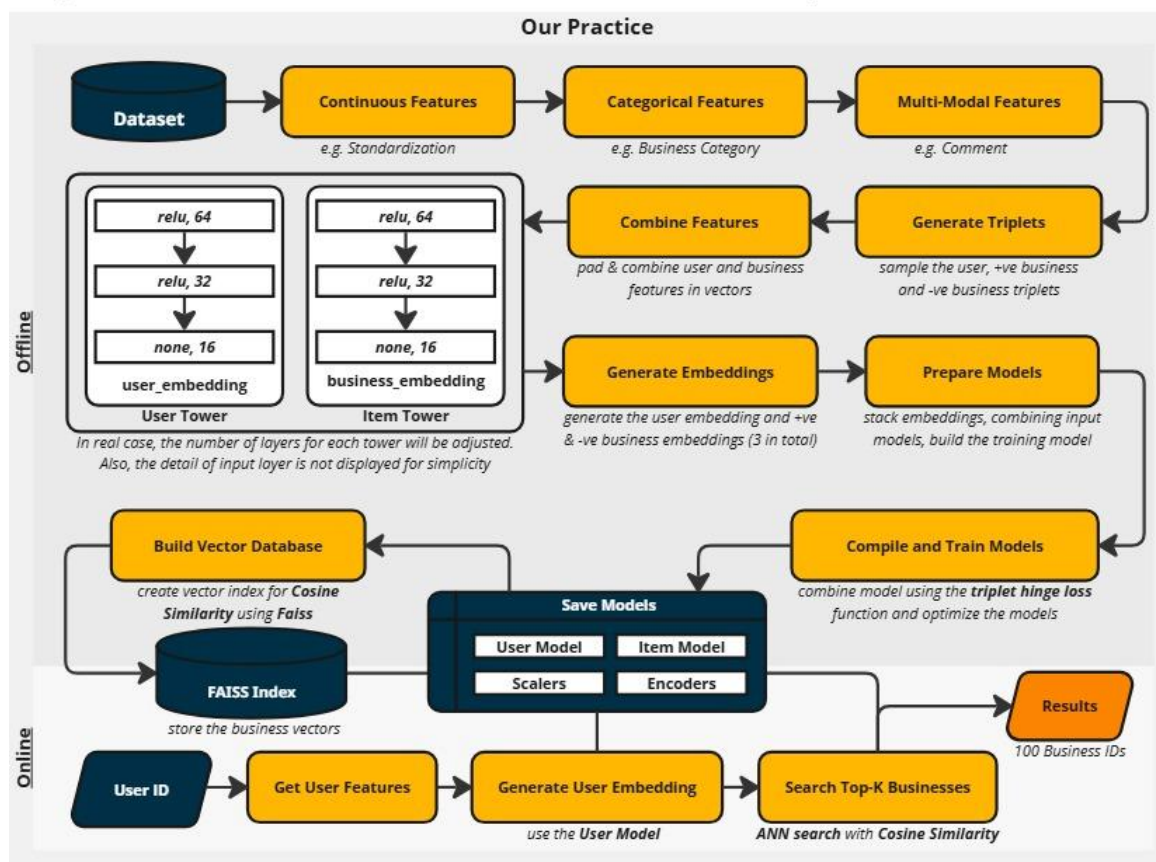 Our Practice
Offline
Dataset
Continuous Features
e.g. Standardization
Categorical Features
e.g. Business Category
Multi-Modal Features
e.g. Comment
Generate Triplets
sample the user, +ve business
and -ve business triplets
Combine Features
pad & combine user and business
features in vectors
relu, 64
relu, 32
none, 16
user_embedding
User Tower
relu, 64
relu, 32
none, 16
business_embedding
Item Tower
In real case, the number of layers for each tower will be adjusted.
Also, the detail of input layer is not displayed for simplicity
Generate Embeddings
generate the user embedding and +ve
& -ve business embeddings (3 in total)
Prepare Models
stack embeddings, combining input
models, build the training model
Compile and Train Models
combine model using the triplet hinge loss
function and optimize the models
Save Models
User Model
Item Model
Scalers
Encoders
Build Vector Database
create vector index for Cosine
Similarity using Faiss
FAISS Index
store the business vectors
Online
User ID
Get User Features
Generate User Embedding
use the User Model
Search Top-K Businesses
ANN search with Cosine Similarity
Results
100 Business IDs